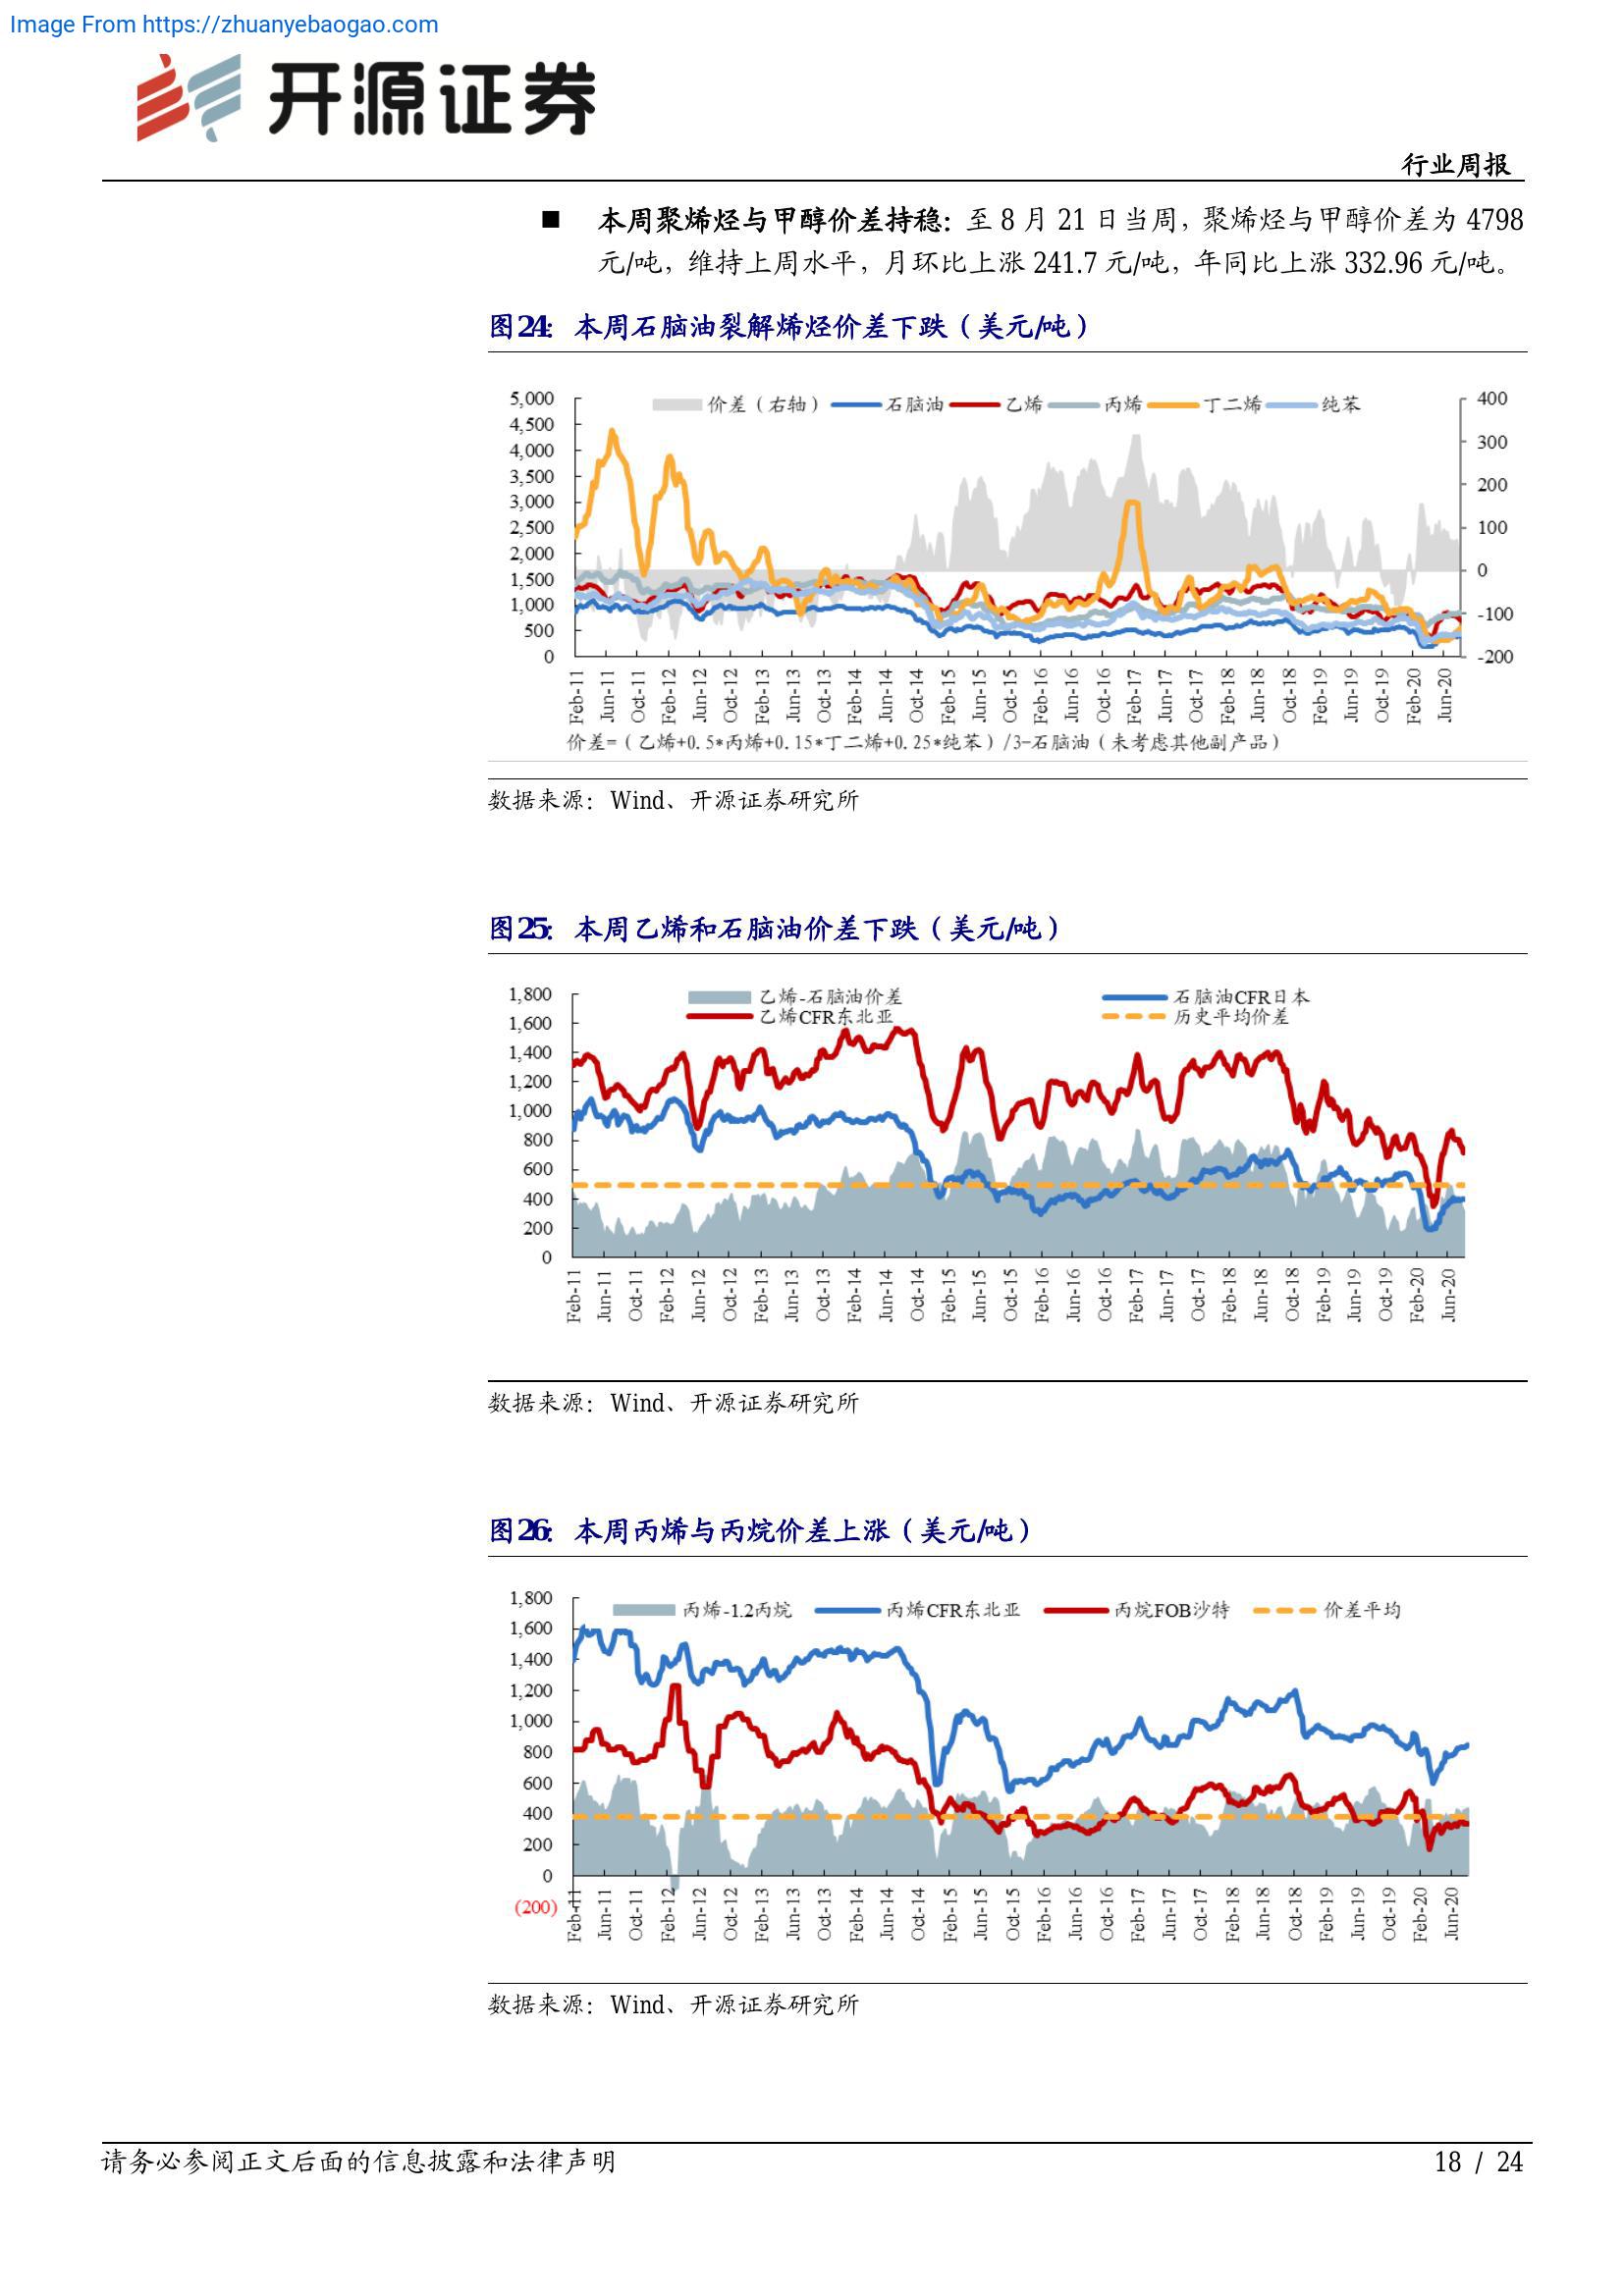 Image From https://zhuanyebaogao.com
开源证券
行业周报
■ 本周聚烯烃与甲醇价差持稳：至 8 月 21 日当周，聚烯烃与甲醇价差为 4798
元/吨，维持上周水平，月环比上涨 241.7 元/吨，年同比上涨 332.96 元/吨。
图24： 本周石脑油裂解烯烃价差下跌（美元/吨）
价差（右轴） 石脑油 乙烯 丙烯 丁二烯 纯苯
5,000 400
4,500
4,000 300
3,500 200
3,000
2,500 100
2,000
1,500 0
1,000 -100
500
0 -200
Feb-11 Jun-11 Oct-11 Feb-12 Jun-12 Oct-12 Feb-13 Jun-13 Oct-13 Feb-14 Jun-14 Oct-14 Feb-15 Jun-15 Oct-15 Feb-16 Jun-16 Oct-16 Feb-17 Jun-17 Oct-17 Feb-18 Jun-18 Oct-18 Feb-19 Jun-19 Oct-19 Feb-20 Jun-20
价差=（乙烯+0.5*丙烯+0.15*丁二烯+0.25*纯苯）/3-石脑油（未考虑其他副产品）
数据来源：Wind、开源证券研究所
图25： 本周乙烯和石脑油价差下跌（美元/吨）
乙烯-石脑油价差 石脑油CFR日本
乙烯CFR东北亚 历史平均价差
1,800
1,600
1,400
1,200
1,000
800
600
400
200
0
Feb-11 Jun-11 Oct-11 Feb-12 Jun-12 Oct-12 Feb-13 Jun-13 Oct-13 Feb-14 Jun-14 Oct-14 Feb-15 Jun-15 Oct-15 Feb-16 Jun-16 Oct-16 Feb-17 Jun-17 Oct-17 Feb-18 Jun-18 Oct-18 Feb-19 Jun-19 Oct-19 Feb-20 Jun-20
数据来源：Wind、开源证券研究所
图26： 本周丙烯与丙烷价差上涨（美元/吨）
丙烯-1.2丙烷 丙烯CFR东北亚 丙烷FOB沙特 价差平均
1,800
1,600
1,400
1,200
1,000
800
600
400
200
0
(200)
Feb-11 Jun-11 Oct-11 Feb-12 Jun-12 Oct-12 Feb-13 Jun-13 Oct-13 Feb-14 Jun-14 Oct-14 Feb-15 Jun-15 Oct-15 Feb-16 Jun-16 Oct-16 Feb-17 Jun-17 Oct-17 Feb-18 Jun-18 Oct-18 Feb-19 Jun-19 Oct-19 Feb-20 Jun-20
数据来源：Wind、开源证券研究所
请务必参阅正文后面的信息披露和法律声明
18 / 24